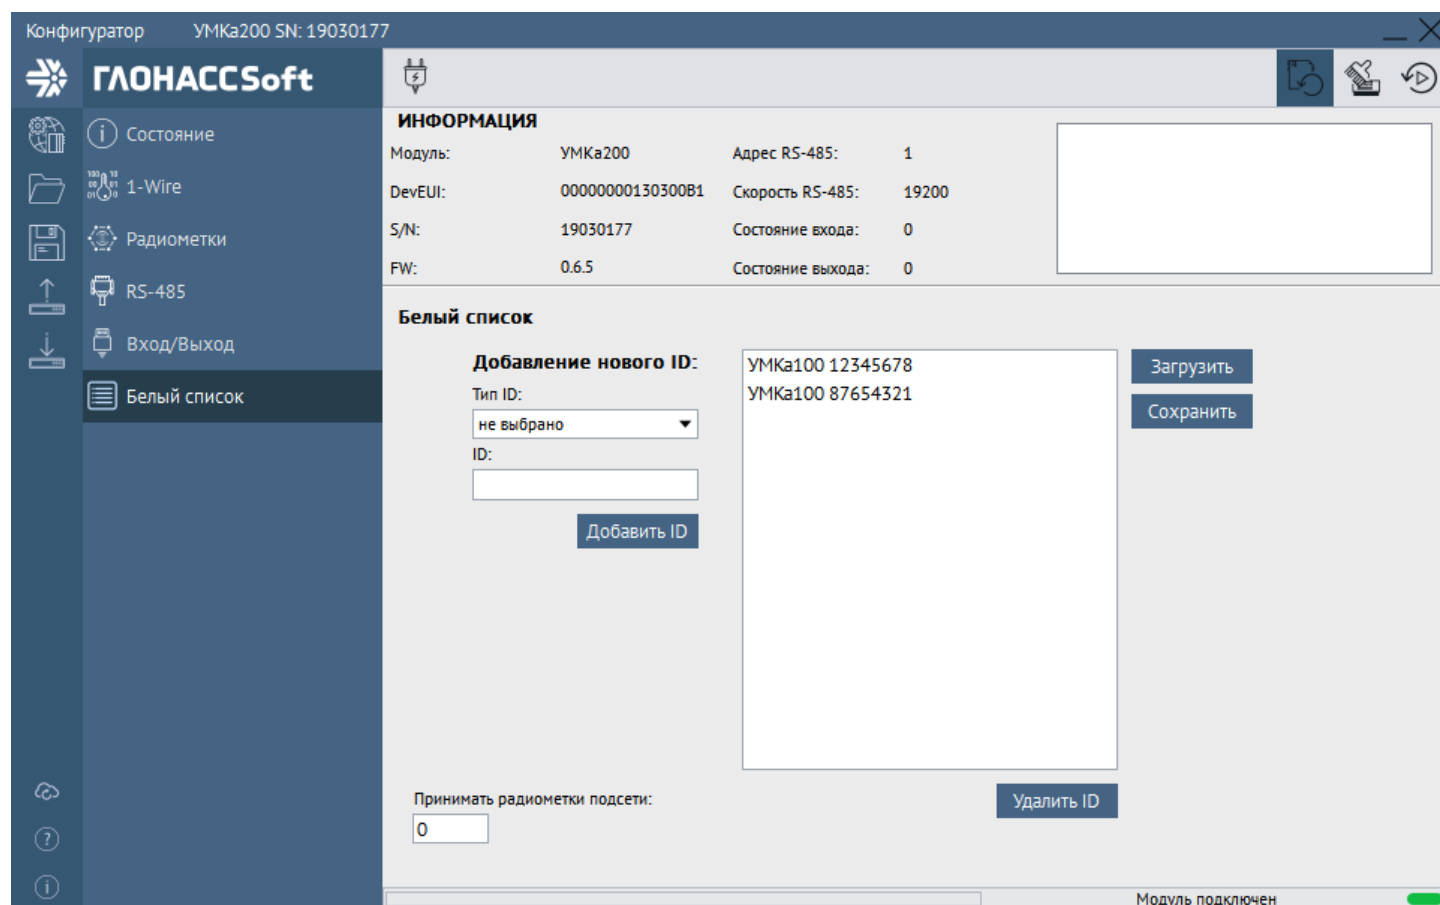 Конфигуратор УМКа200 SN: 19030177
ГЛОНАССSoft
Состояние
1-Wire
Радиометки
RS-485
Вход/Выход
Белый список
ИНФОРМАЦИЯ
Модуль: УМКа200 Адрес RS-485: 1
DevEUI: 00000000130300B1 Скорость RS-485: 19200
S/N: 19030177 Состояние входа: 0
FW: 0.6.5 Состояние выхода: 0
Белый список
Добавление нового ID:
Тип ID:
не выбрано
ID:
Добавить ID
УМКа100 12345678
УМКа100 87654321
Загрузить
Сохранить
Принимать радиометки подсети:
0
Удалить ID
Модуль подключен